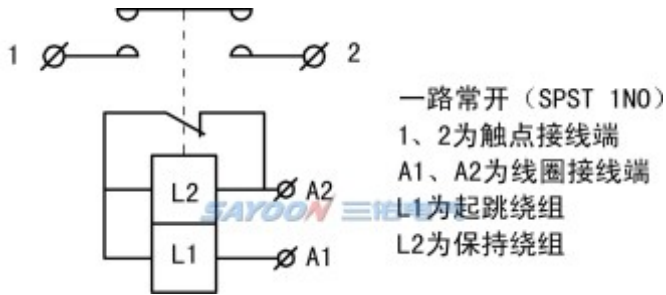 1
2
一路常开（SPST 1NO）
1、2为触点接线端
A1、A2为线圈接线端
L1为起跳绕组
L2为保持绕组
L2
A2
SAYOON 三佑
L1
A1